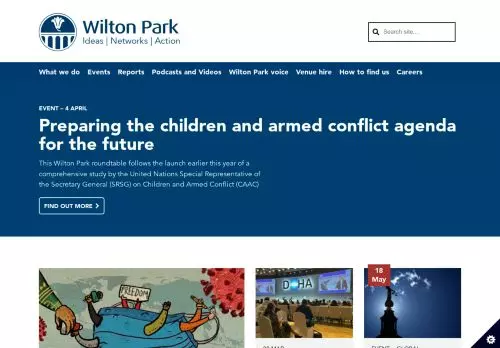 Wilton Park
Ideas | Networks | Action
Search site...
What we do Events Reports Podcasts and Videos Wilton Park voice Venue hire How to find us Careers
EVENT – 4 APRIL
Preparing the children and armed conflict agenda
for the future
This Wilton Park roundtable follows the launch earlier this year of a
comprehensive study by the United Nations Special Representative of
the Secretary General (SRSG) on Children and Armed Conflict (CAAC)
FIND OUT MORE
FREEDOM
DOHA
18
May